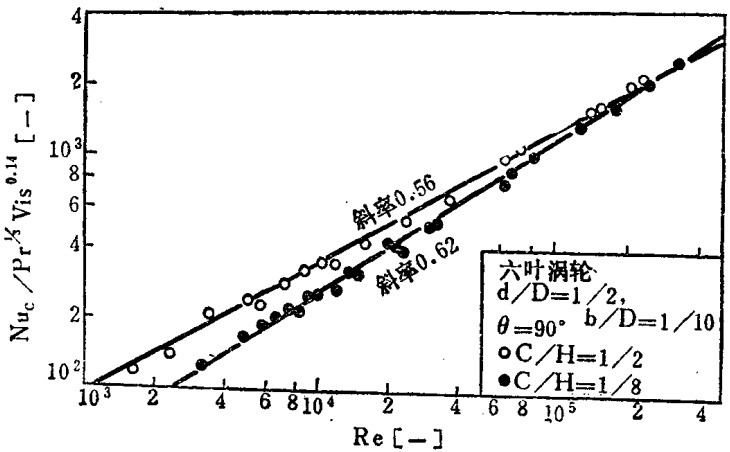 4
2
10³
8
6
4
2
10²
Nu_c/Pr^⅓ Vis^0.14 [-]
斜率0.56
斜率0.62
六叶涡轮
d/D=1/2,
θ=90° b/D=1/10
○C/H=1/2
●C/H=1/8
10³ 2 4 6 8 10⁴ 2 4 6 8 10⁵ 2 4
Re[-]